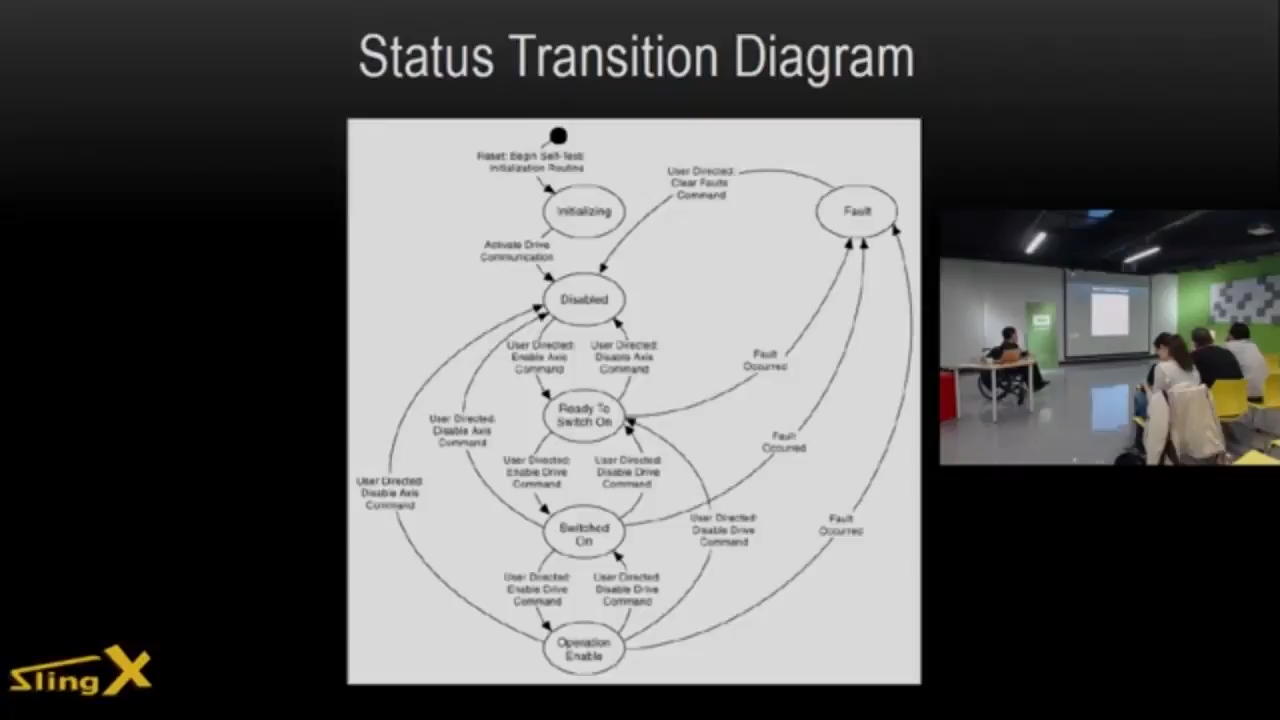 Status Transition Diagram
Reset: Begin Self-Test:
Initialization Routine
Initializing
User Directed:
Clear Faults
Command
Fault
Activate Drive
Communication
Disabled
User Directed:
Enable Axis
Command
User Directed:
Disable Axis
Command
Fault
Occurred
Ready To
Switch On
User Directed:
Disable Axis
Command
Fault
Occurred
User Directed:
Enable Drive
Command
User Directed:
Disable Drive
Command
User Directed:
Disable Axis
Command
Switched
On
User Directed:
Disable Drive
Command
Fault
Occurred
User Directed:
Enable Drive
Command
User Directed:
Disable Drive
Command
Operation
Enable
SlingX